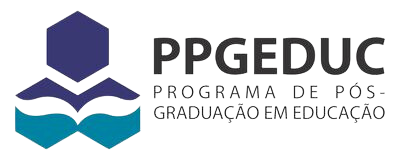 PPGEDUC
PROGRAMA DE PÓS-
GRADUAÇÃO EM EDUCAÇÃO